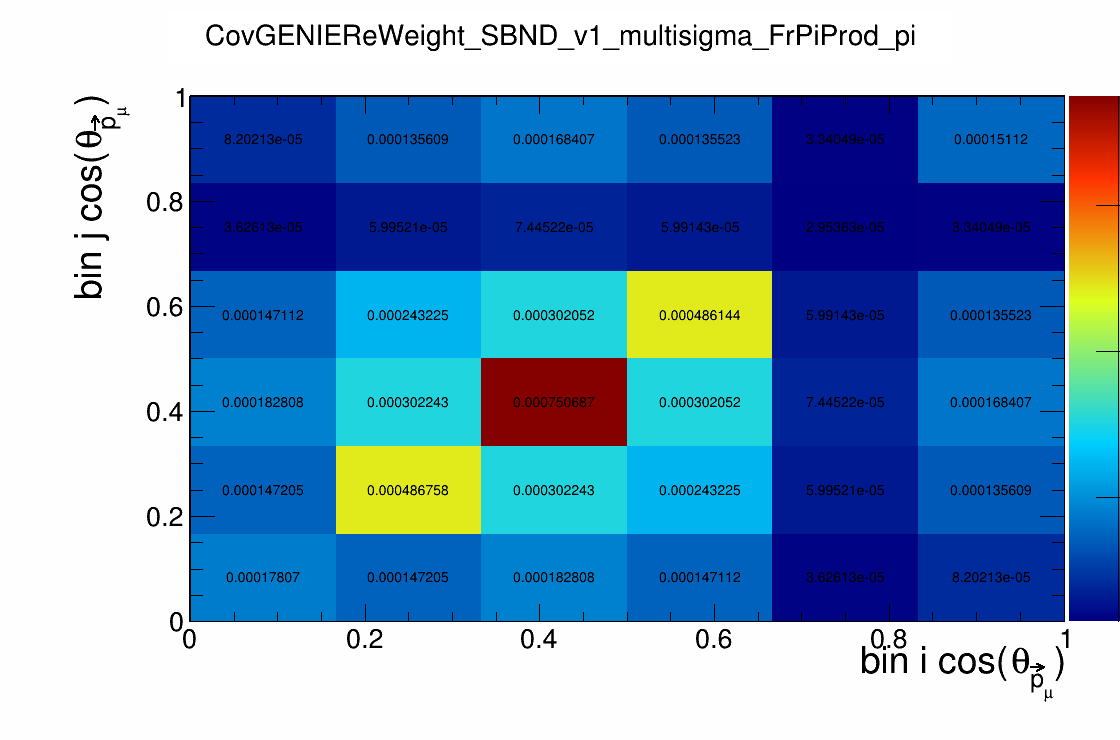 CovGENIEReWeight_SBND_v1_multisigma_FrPiProd_pi
bin j cos(θp⃗μ)
1
8.20213e-05 0.000135609 0.000168407 0.000135523 3.34049e-05 0.00015112
0.8
3.62613e-05 5.99521e-05 7.44522e-05 5.99143e-05 3.34049e-05
0.6
0.000147112 0.000243225 0.000302052 0.000486144 5.99143e-05 0.000135523
0.4
0.000182808 0.000302243 0.000750687 0.000302052 7.44522e-05 0.000168407
0.000147205 0.000486758 0.000302243 0.000243225 5.99521e-05 0.000135609
0.2
0.00017807 0.000147205 0.000182808 0.000147112 3.62613e-05 8.20213e-05
0
0 0.2 0.4 0.6 0.8 1
bin i cos(θp⃗μ)